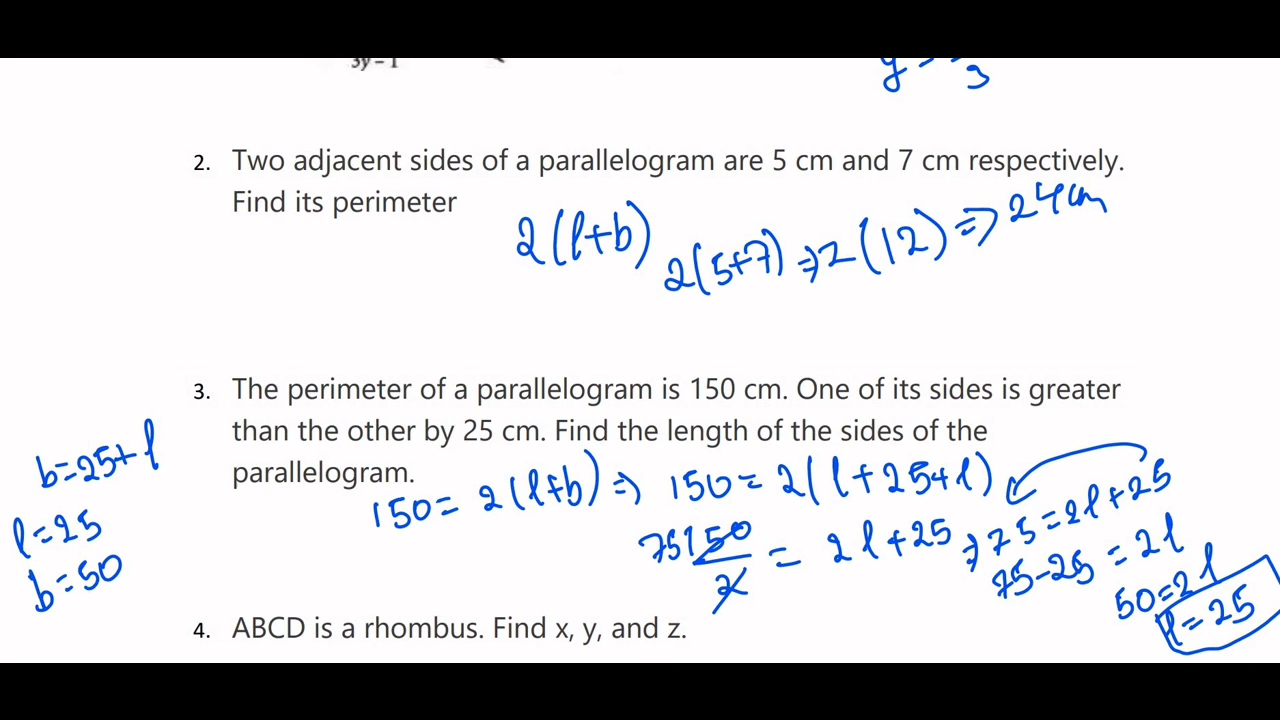 3y – 1
2. Two adjacent sides of a parallelogram are 5 cm and 7 cm respectively.
Find its perimeter
2(l+b)
2(5+7) ⇒ 2(12) ⇒ 24cm
3. The perimeter of a parallelogram is 150 cm. One of its sides is greater
than the other by 25 cm. Find the length of the sides of the
parallelogram.
b=25+l
l=25
b=50
150 = 2(l+b) ⇒ 150 = 2(l+25+l)
75 150/2 = 2l+25 ⇒ 75 = 2l+25
75-25 = 2l
50=2l
l=25
4. ABCD is a rhombus. Find x, y, and z.